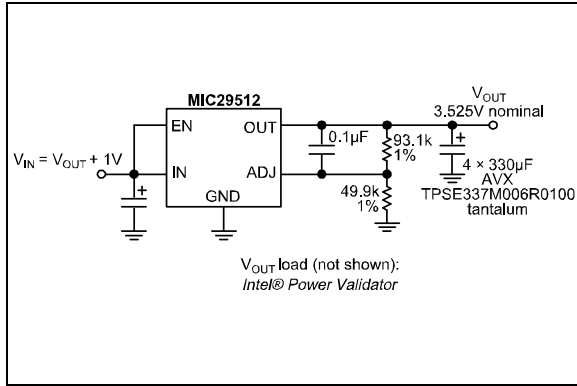 MIC29512
EN
OUT
IN
ADJ
GND
V_IN = V_OUT + 1V
0.1µF
93.1k
1%
49.9k
1%
V_OUT
3.525V nominal
4 × 330µF
AVX
TPSE337M006R0100
tantalum
V_OUT load (not shown):
Intel® Power Validator